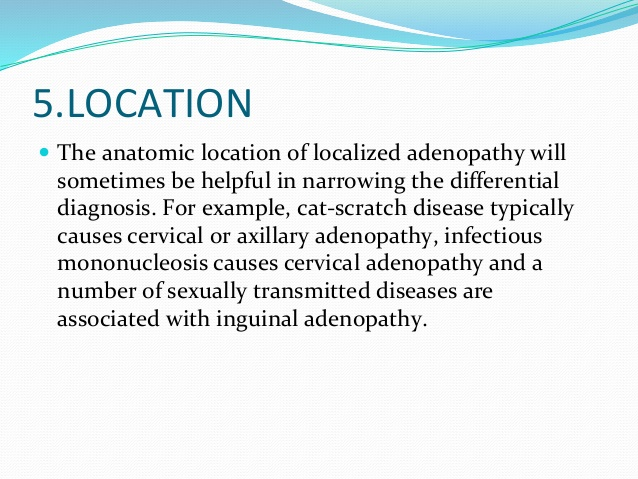 5.LOCATION
• The anatomic location of localized adenopathy will
sometimes be helpful in narrowing the differential
diagnosis. For example, cat-scratch disease typically
causes cervical or axillary adenopathy, infectious
mononucleosis causes cervical adenopathy and a
number of sexually transmitted diseases are
associated with inguinal adenopathy.